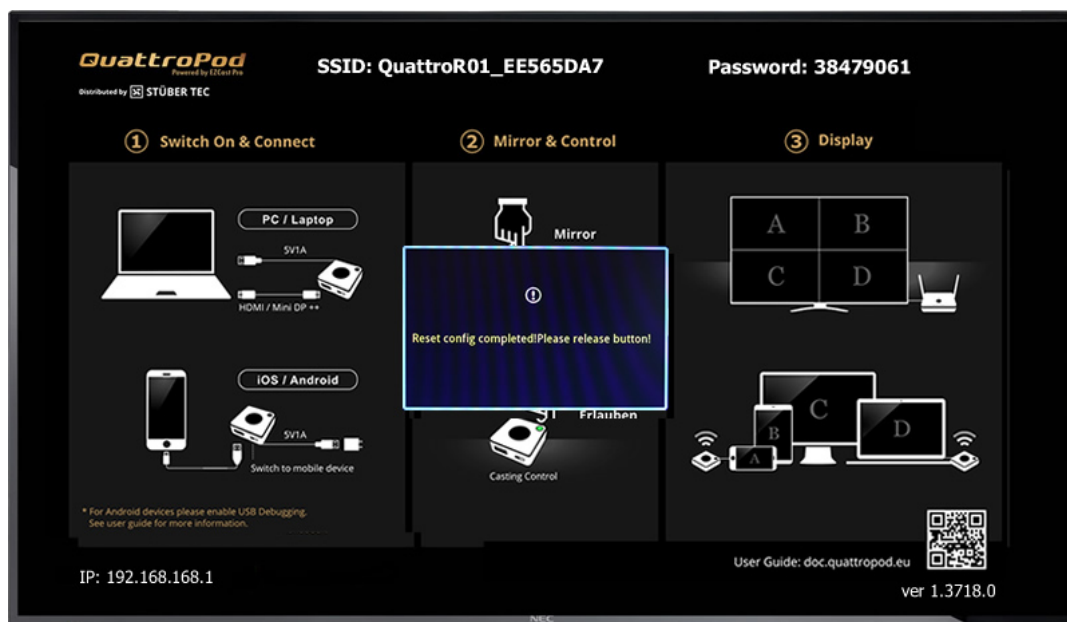 QuattroPod
Powered by EZCast Pro
Distributed by STÜBER TEC
SSID: QuattroR01_EE565DA7
Password: 38479061
1 Switch On & Connect
PC / Laptop
5V1A
HDMI / Mini DP ++
iOS / Android
5V1A
Switch to mobile device
* For Android devices please enable USB Debugging.
See user guide for more information.
2 Mirror & Control
Mirror
Reset config completed!Please release button!
Erlauben
Casting Control
3 Display
A B
C D
C
B
D
A
User Guide: doc.quattropod.eu
IP: 192.168.168.1
ver 1.3718.0
NEC